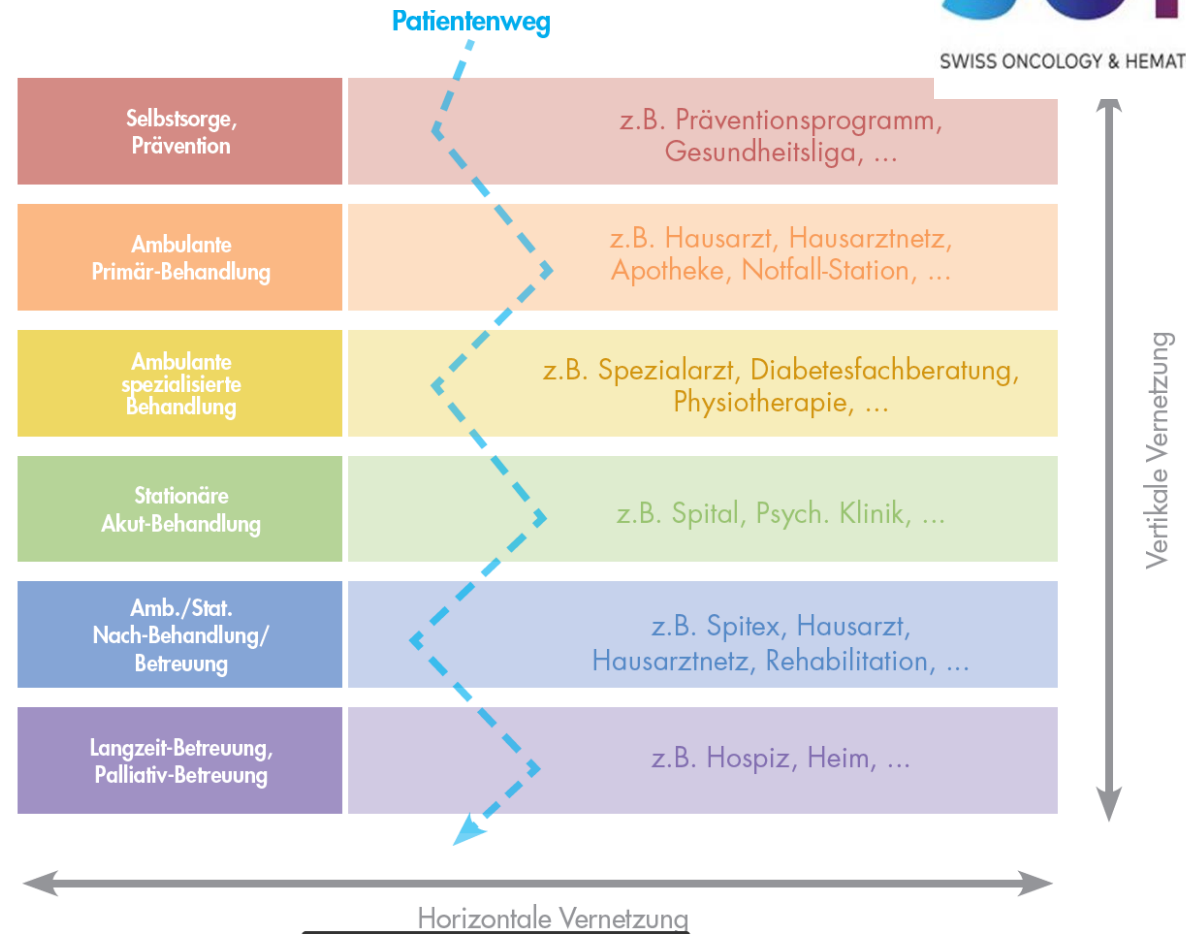 Patientenweg
SWISS ONCOLOGY & HEMAT
Selbstsorge,
Prävention
z.B. Präventionsprogramm,
Gesundheitsliga, ...
Ambulante
Primär-Behandlung
z.B. Hausarzt, Hausarztnetz,
Apotheke, Notfall-Station, ...
Ambulante
spezialisierte
Behandlung
z.B. Spezialarzt, Diabetesfachberatung,
Physiotherapie, ...
Stationäre
Akut-Behandlung
z.B. Spital, Psych. Klinik, ...
Amb./Stat.
Nach-Behandlung/
Betreuung
z.B. Spitex, Hausarzt,
Hausarztnetz, Rehabilitation, ...
Langzeit-Betreuung,
Palliativ-Betreuung
z.B. Hospiz, Heim, ...
Vertikale Vernetzung
Horizontale Vernetzung